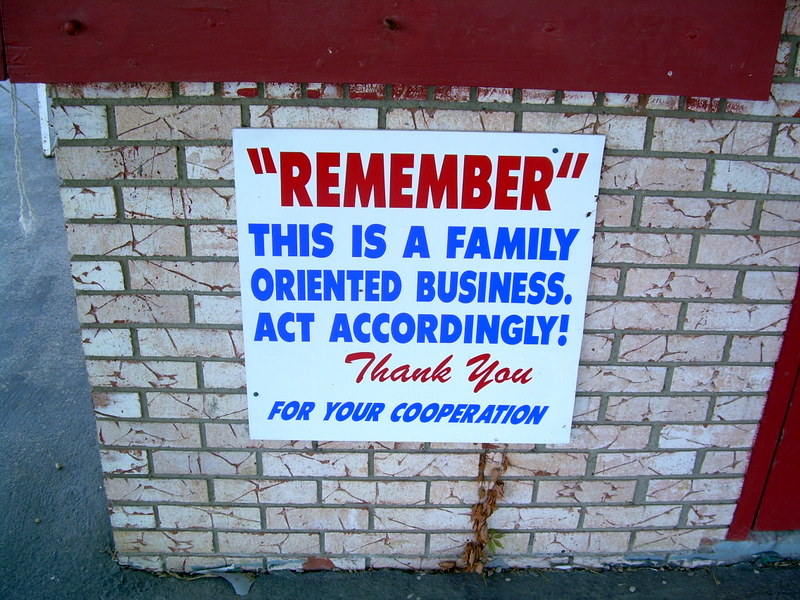 "REMEMBER"
THIS IS A FAMILY
ORIENTED BUSINESS.
ACT ACCORDINGLY!
Thank You
FOR YOUR COOPERATION